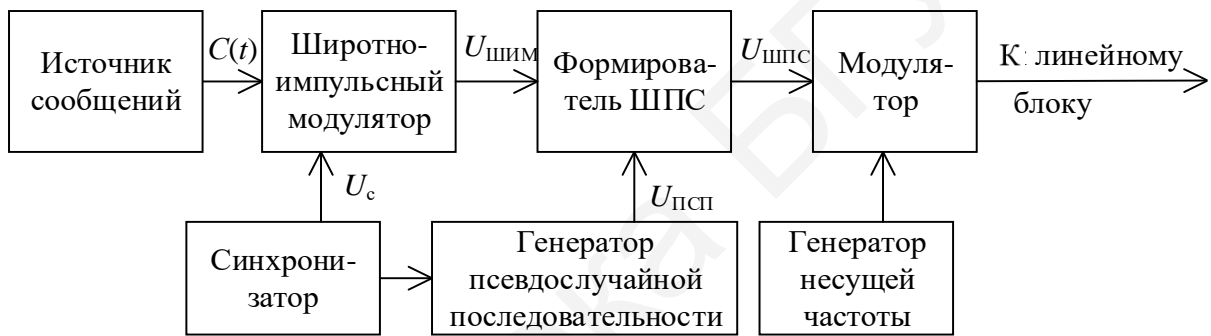 Источник
сообщений
C(t)
Широтно-
импульсный
модулятор
UШИМ
Формирова-
тель ШПС
UШПС
Модуля-
тор
К линейному
блоку
Uс
UПСП
Синхрони-
затор
Генератор
псевдослучайной
последовательности
Генератор
несущей
частоты